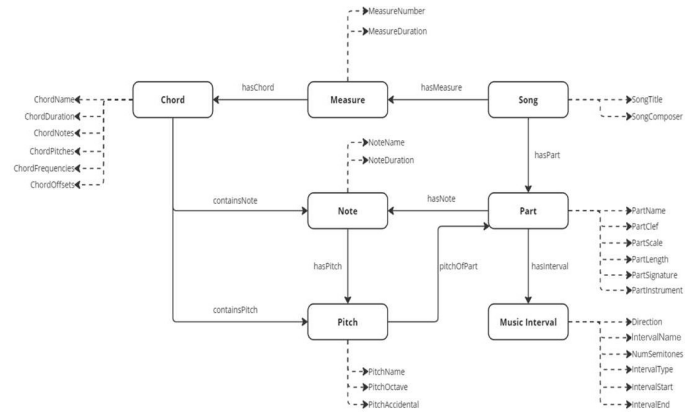 MeasureNumber
MeasureDuration
hasChord
hasMeasure
Chord
Measure
Song
ChordName
ChordDuration
ChordNotes
ChordPitches
ChordFrequencies
ChordOffsets
SongTitle
SongComposer
NoteName
NoteDuration
hasPart
containsNote
hasNote
Note
Part
PartName
PartClef
PartScale
PartLength
PartSignature
PartInstrument
hasPitch
pitchOfPart
hasInterval
containsPitch
Pitch
Music Interval
Direction
IntervalName
NumSemitones
IntervalType
IntervalStart
IntervalEnd
PitchName
PitchOctave
PitchAccidental